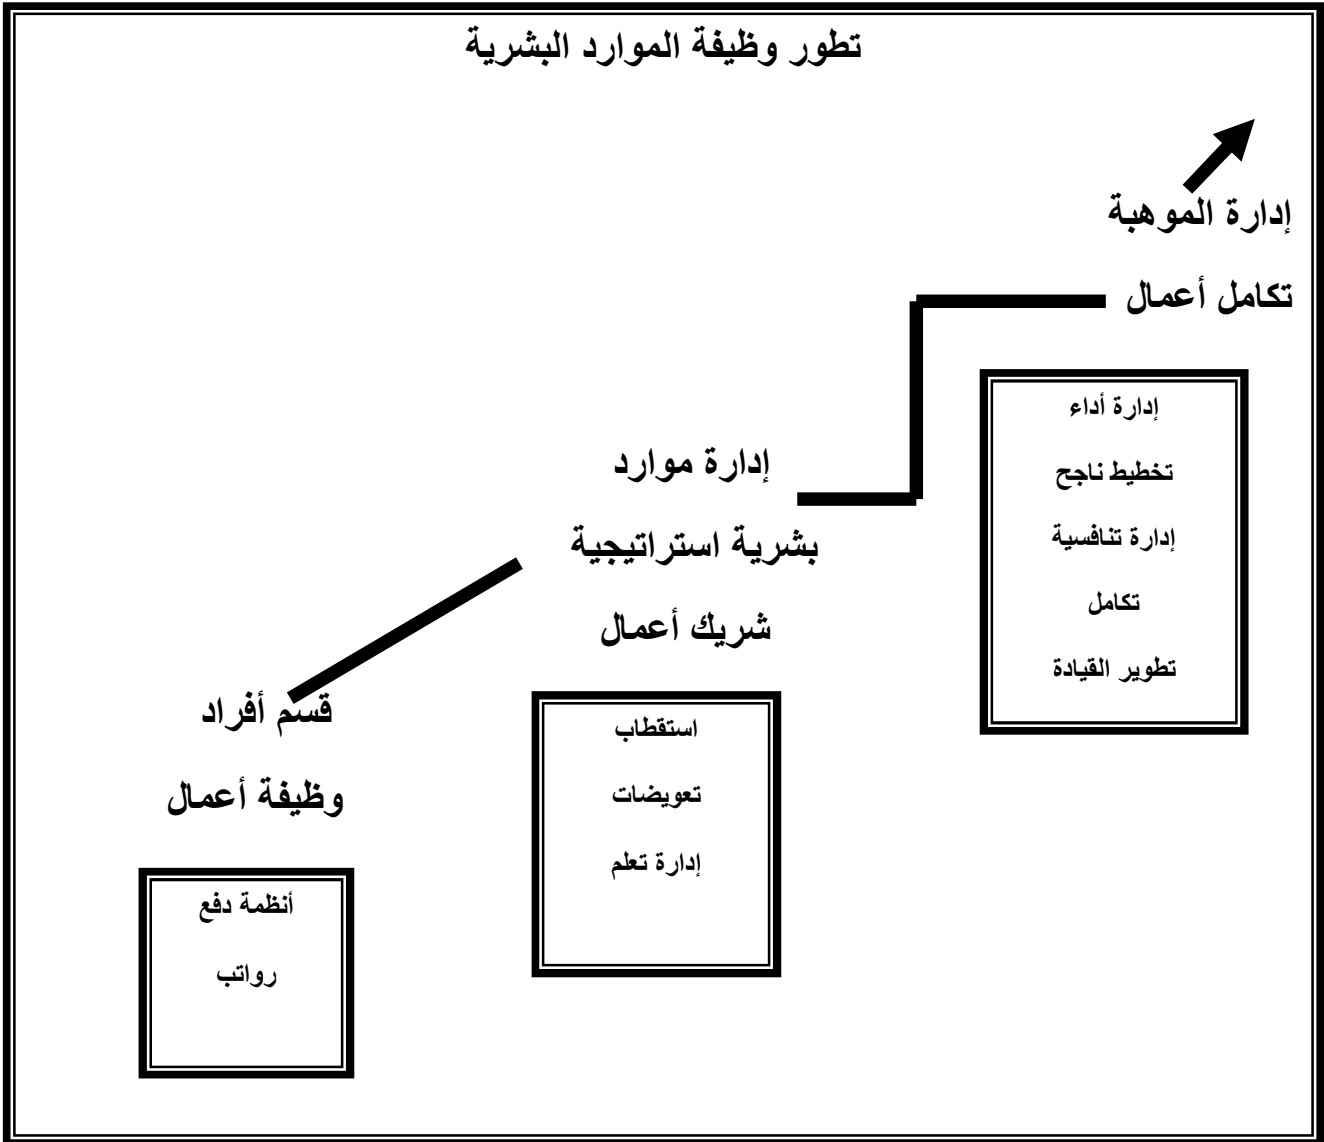 تطور وظيفة الموارد البشرية
إدارة الموهبة
تكامل أعمال
إدارة أداء
تخطيط ناجح
إدارة تنافسية
تكامل
تطوير القيادة
إدارة موارد
بشرية استراتيجية
شريك أعمال
استقطاب
تعويضات
إدارة تعلم
قسم أفراد
وظيفة أعمال
أنظمة دفع
رواتب